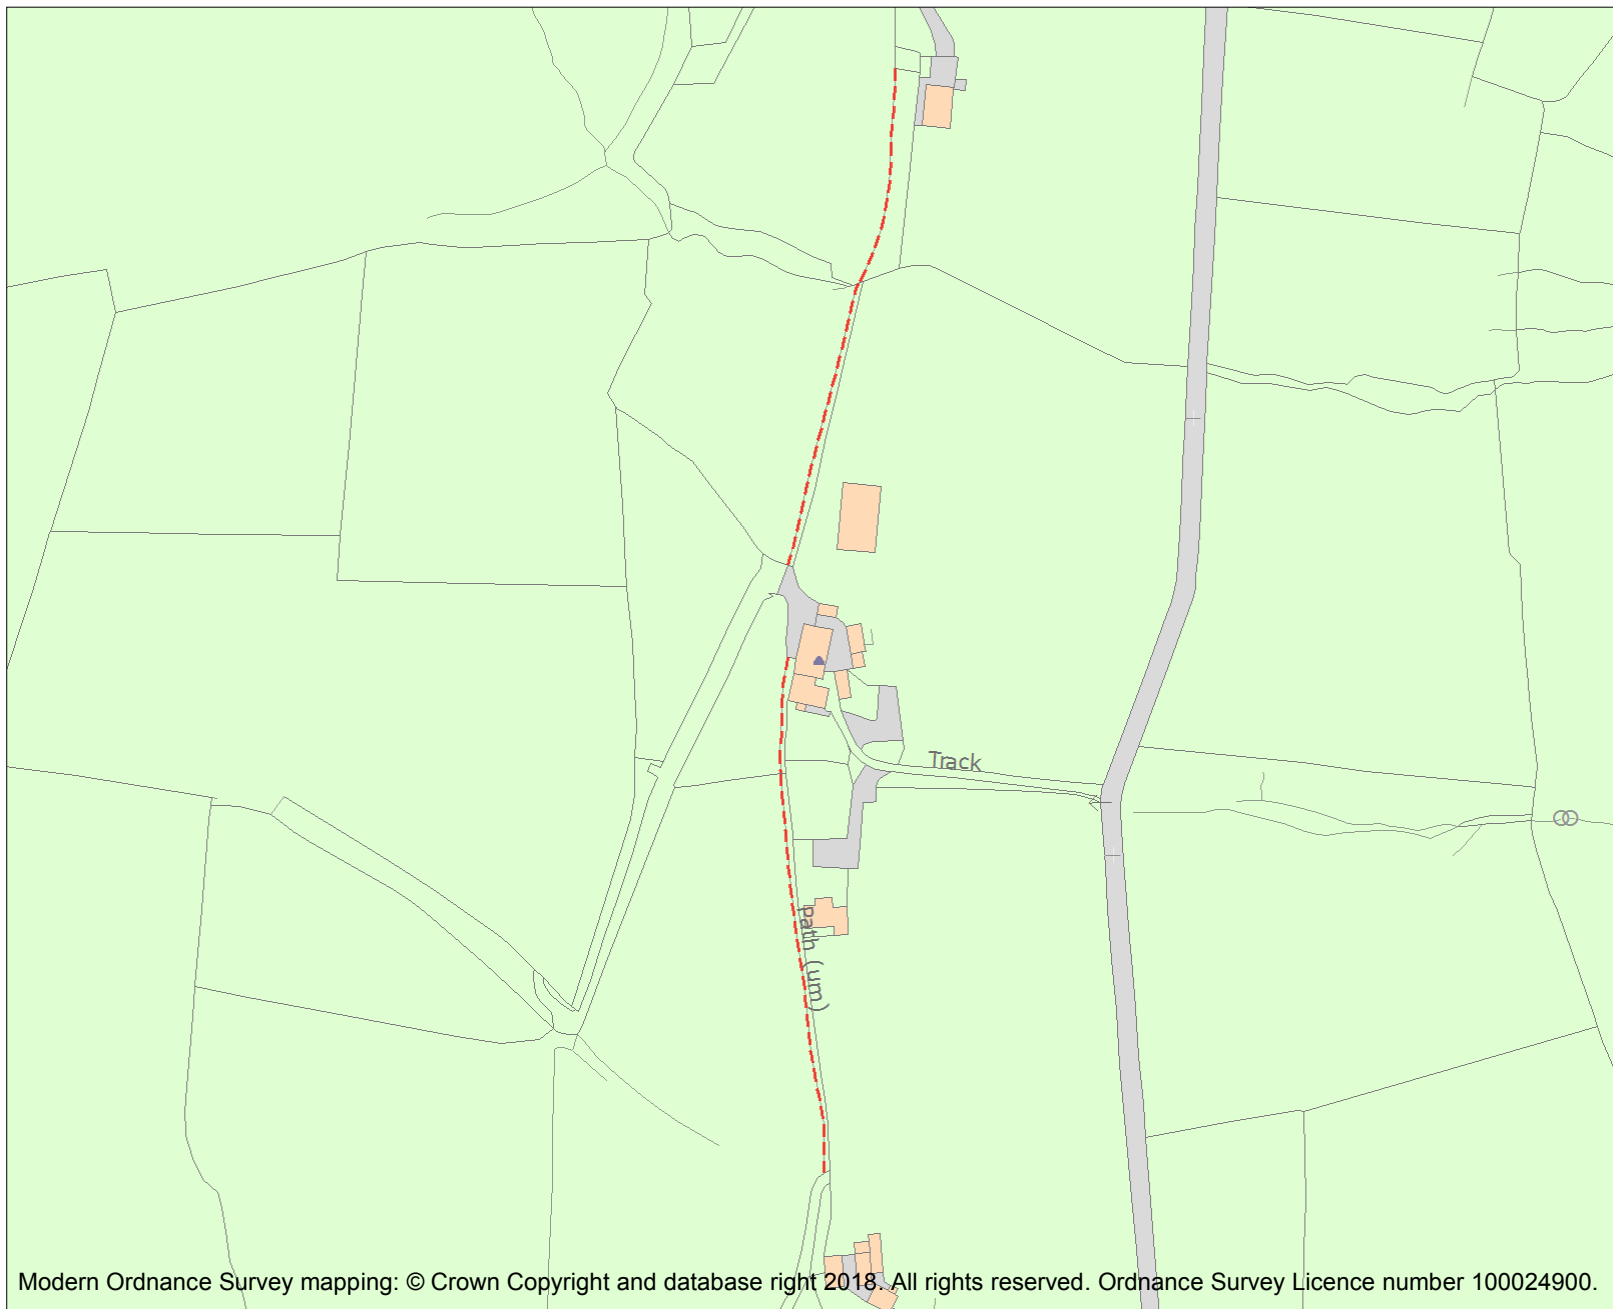 Track
Path (um)
Modern Ordnance Survey mapping: © Crown Copyright and database right 2018. All rights reserved. Ordnance Survey Licence number 100024900.